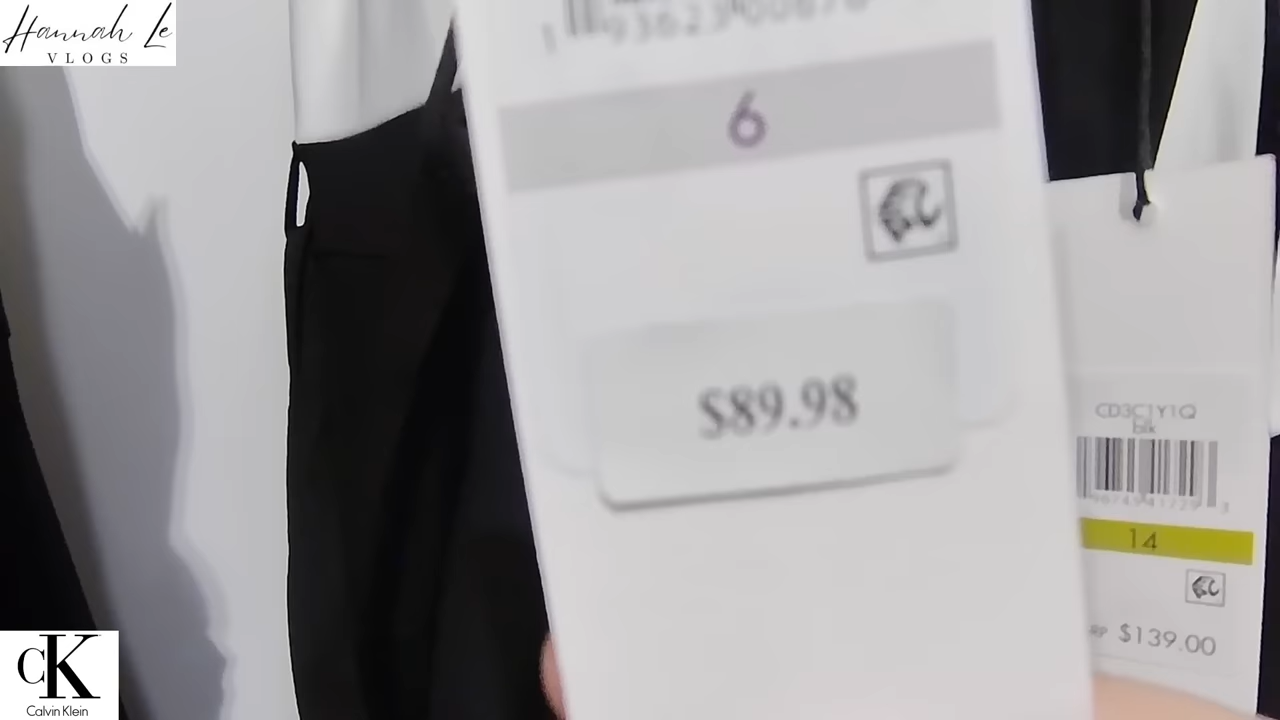 Hannah Le
VLOGS
6
$89.98
CD3C1Y1Q
Blk
14
$139.00
CK
Calvin Klein